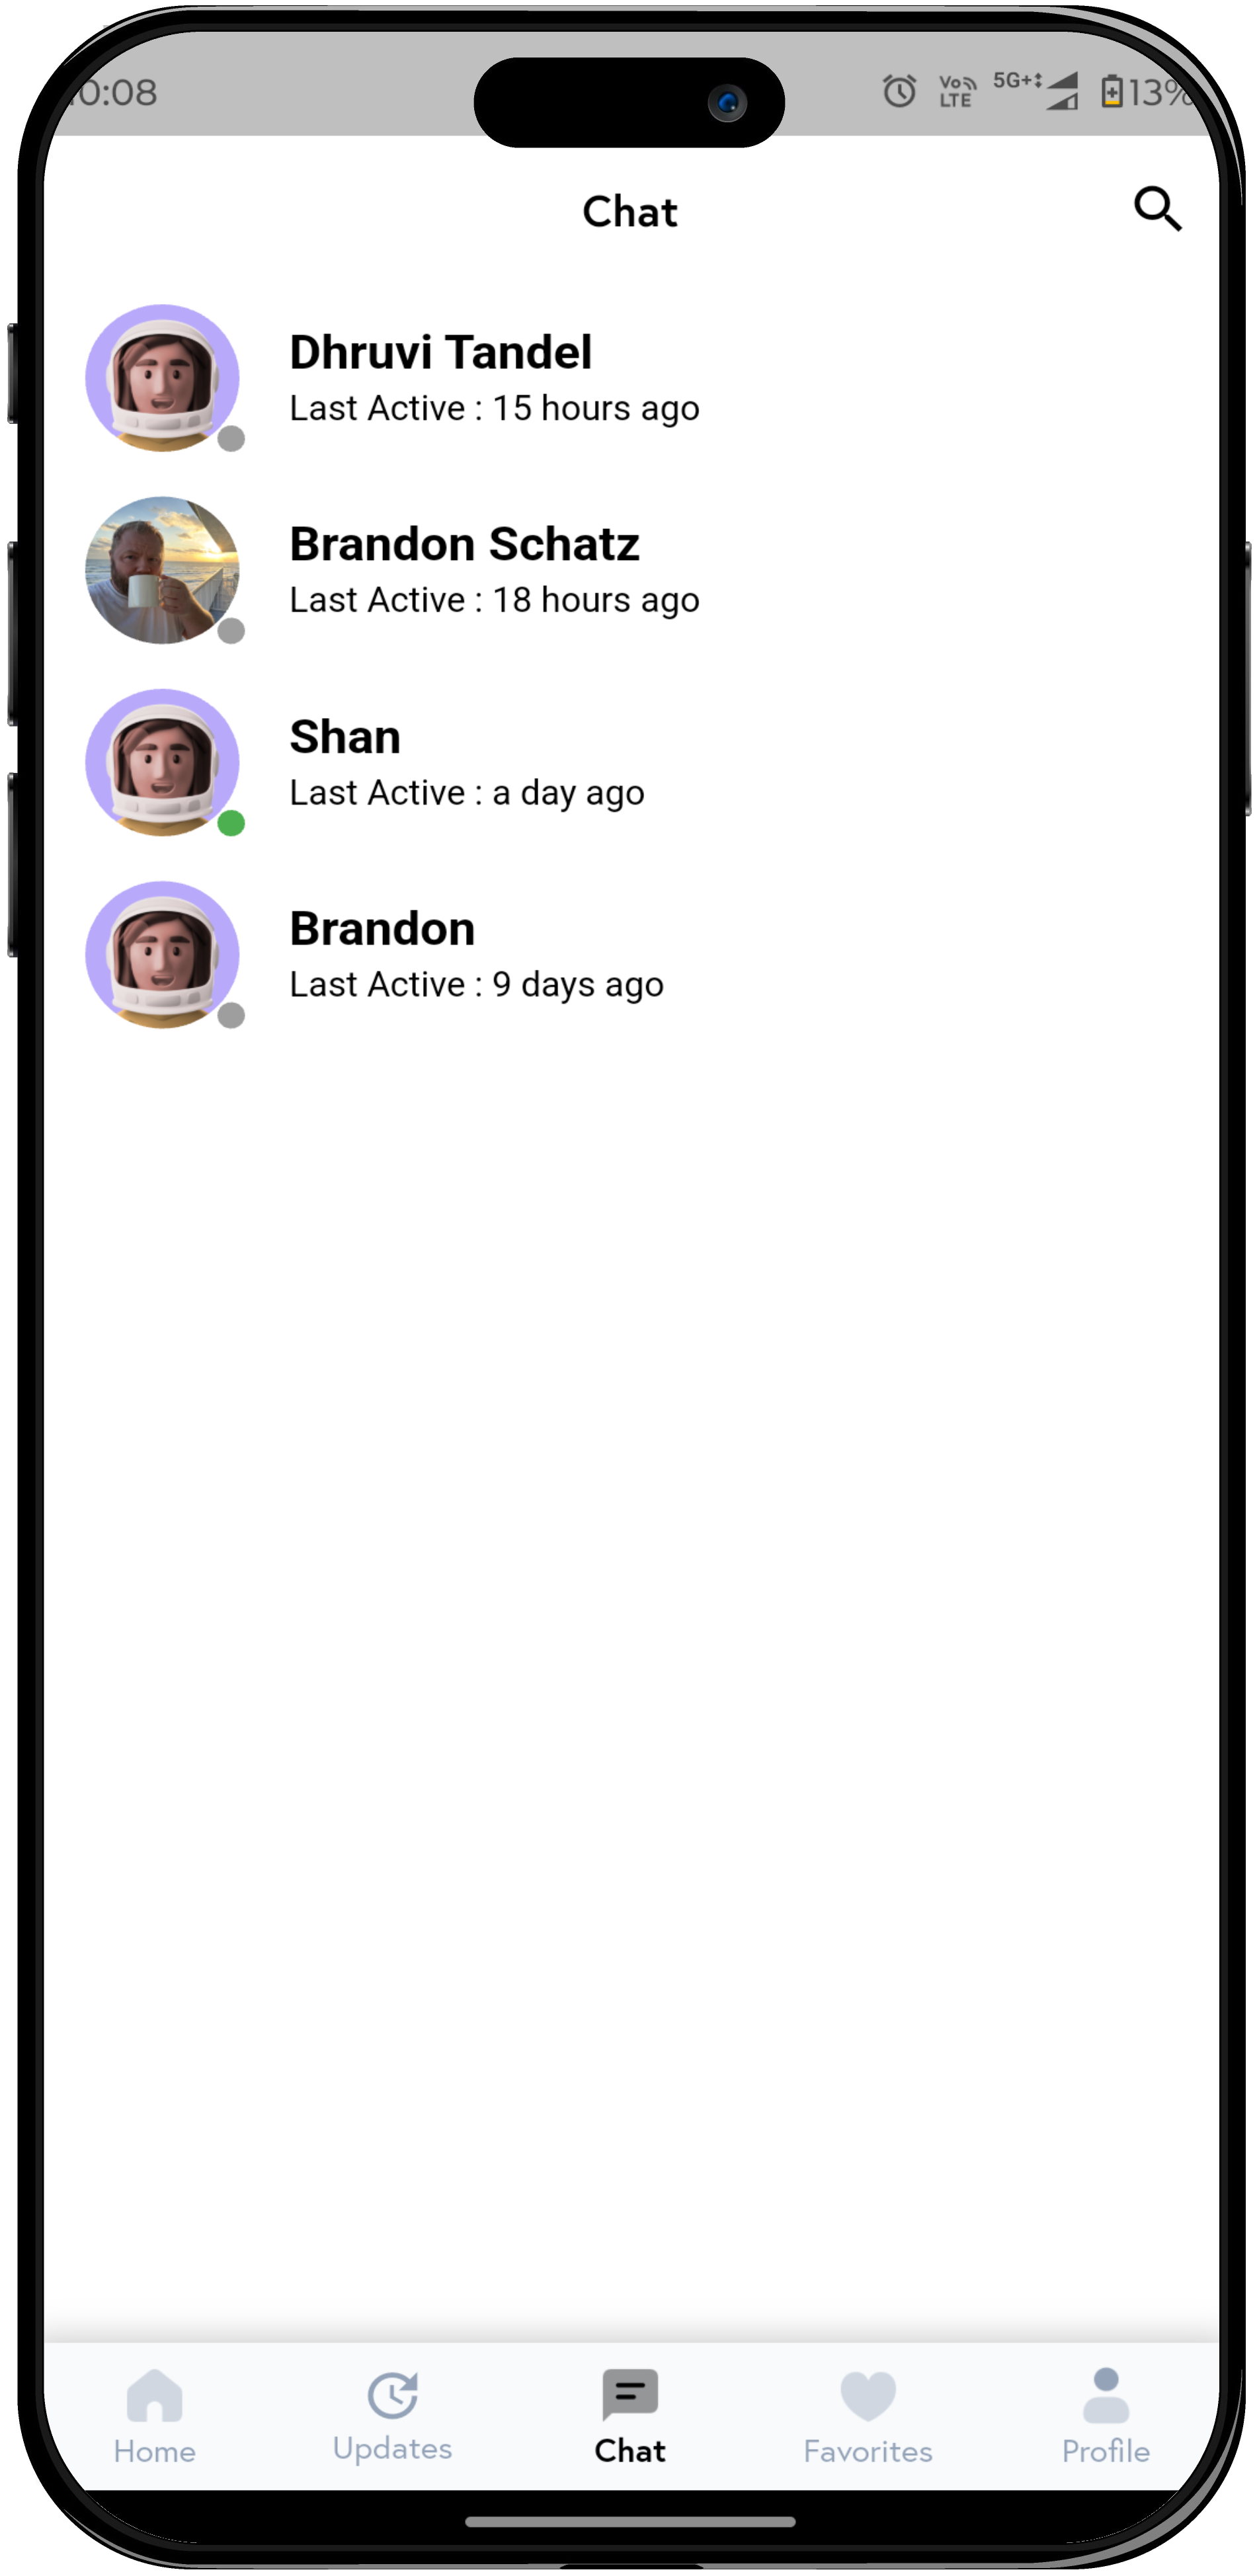 0:08 Vo LTE 5G+ 13%
Chat
Dhruvi Tandel
Last Active : 15 hours ago
Brandon Schatz
Last Active : 18 hours ago
Shan
Last Active : a day ago
Brandon
Last Active : 9 days ago
Home Updates Chat Favorites Profile